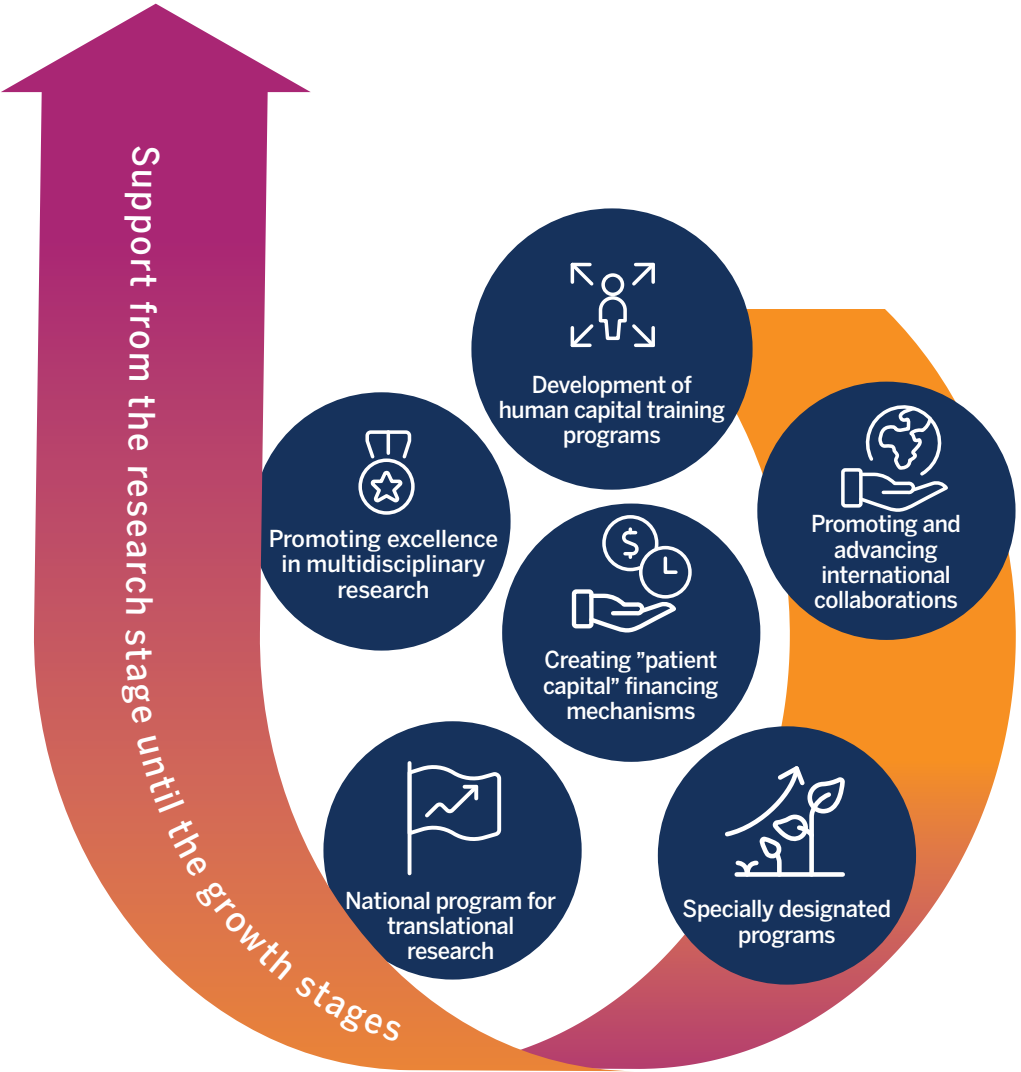 Support from the research stage until the growth stages
Development of
human capital training
programs
Promoting excellence
in multidisciplinary
research
Promoting and
advancing
international
collaborations
$
Creating ”patient
capital” financing
mechanisms
National program for
translational
research
Specially designated
programs